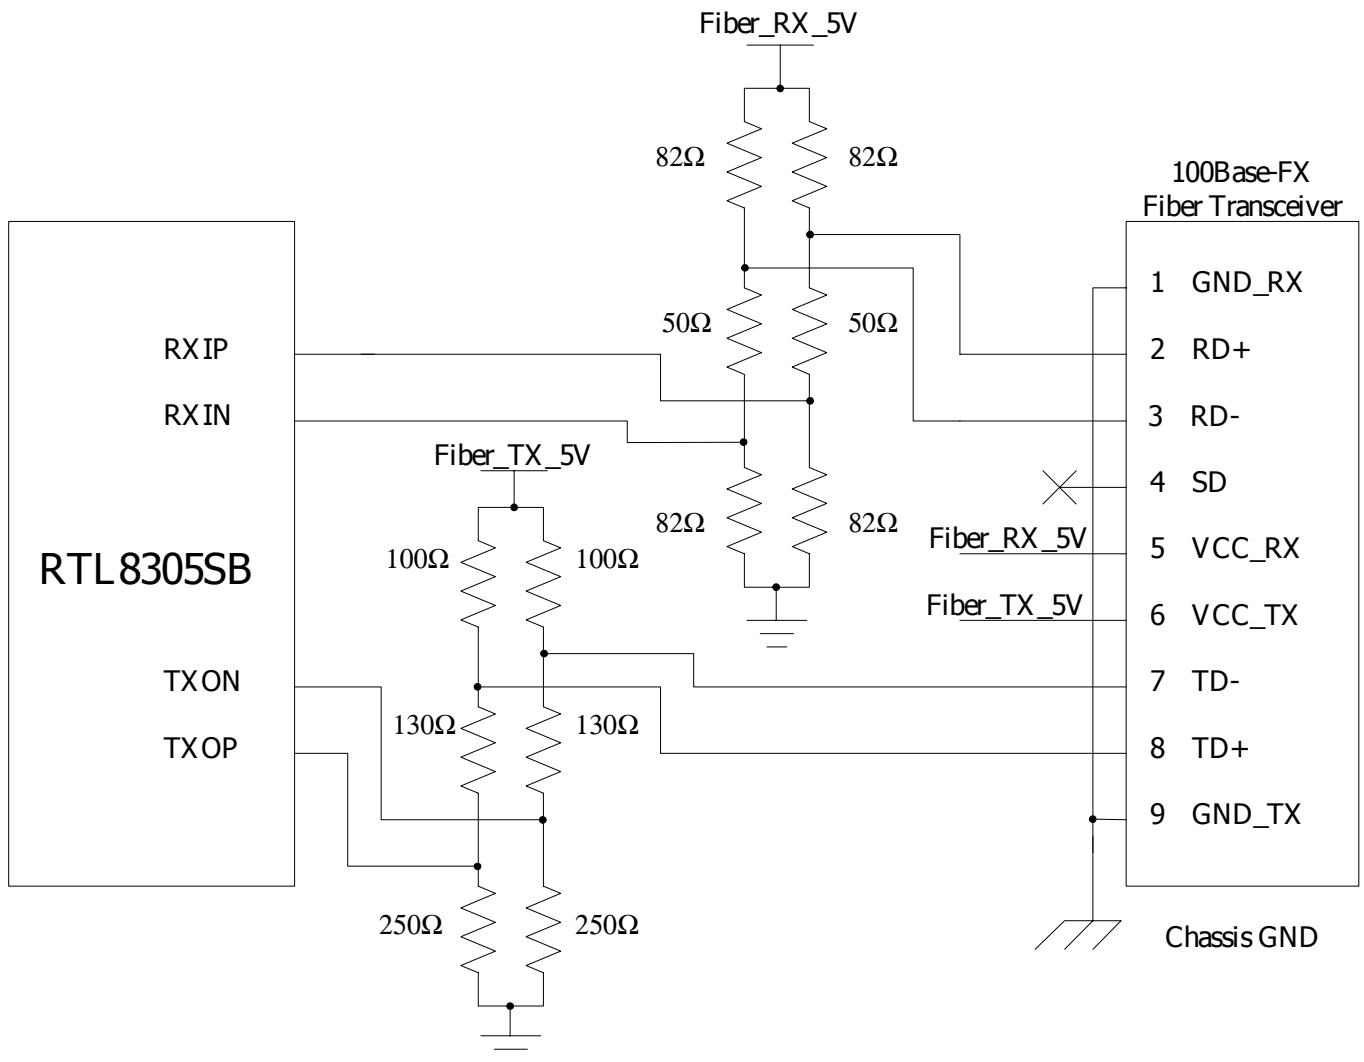 Fiber_RX_5V
82Ω 82Ω
100Base-FX
Fiber Transceiver
1 GND_RX
50Ω 50Ω
RXIP
2 RD+
RXIN
3 RD-
Fiber_TX_5V
4 SD
82Ω 82Ω
Fiber_RX_5V
5 VCC_RX
100Ω 100Ω
RTL8305SB
Fiber_TX_5V
6 VCC_TX
TXON
7 TD-
130Ω 130Ω
TXOP
8 TD+
9 GND_TX
250Ω 250Ω
Chassis GND